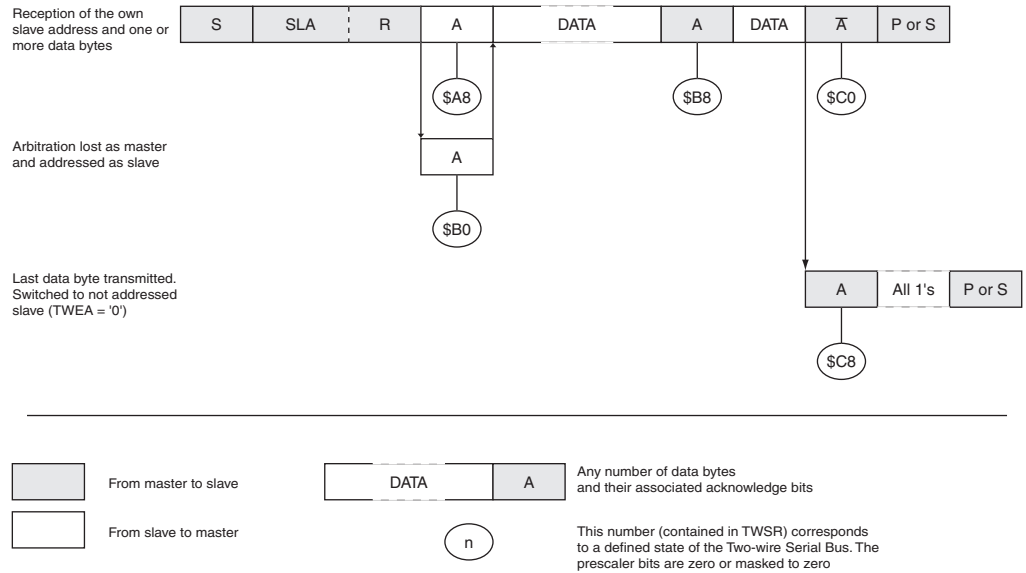 Reception of the own
slave address and one or
more data bytes
S SLA R A DATA A DATA A̅ P or S
$A8 $B8 $C0
Arbitration lost as master
and addressed as slave
A
$B0
Last data byte transmitted.
Switched to not addressed
slave (TWEA = '0')
A All 1's P or S
$C8
From master to slave
DATA A
Any number of data bytes
and their associated acknowledge bits
From slave to master
n
This number (contained in TWSR) corresponds
to a defined state of the Two-wire Serial Bus. The
prescaler bits are zero or masked to zero